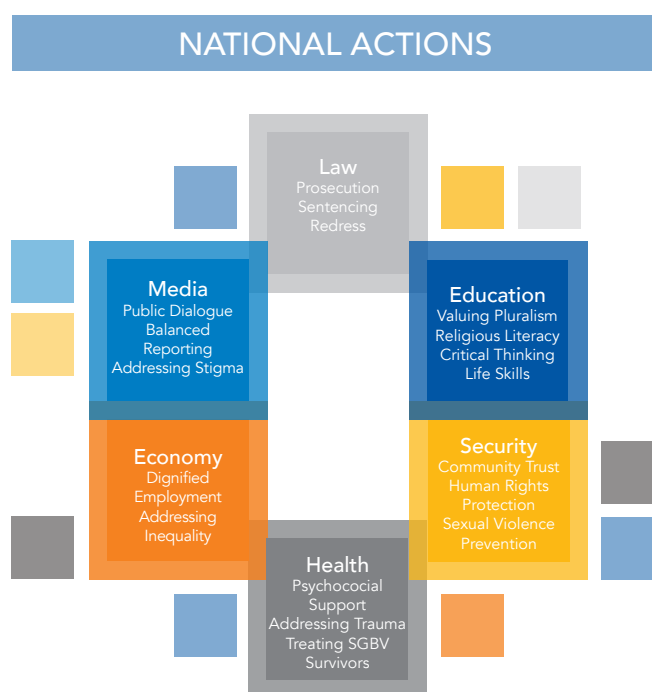 NATIONAL ACTIONS
Law
Prosecution
Sentencing
Redress
Media
Public Dialogue
Balanced
Reporting
Addressing Stigma
Education
Valuing Pluralism
Religious Literacy
Critical Thinking
Life Skills
Economy
Dignified
Employment
Addressing
Inequality
Security
Community Trust
Human Rights
Protection
Sexual Violence
Prevention
Health
Psychococial
Support
Addressing Trauma
Treating SGBV
Survivors